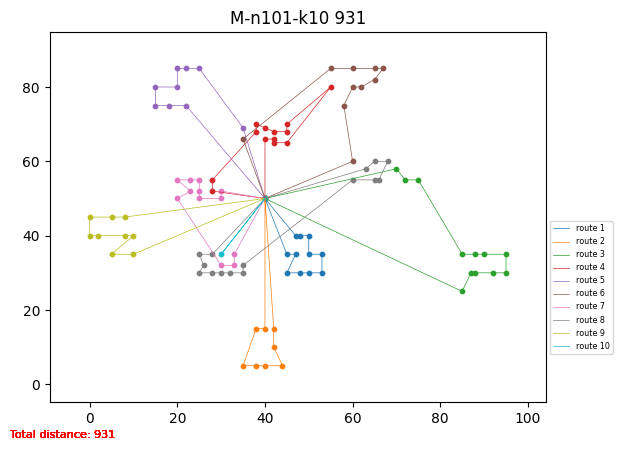 M-n101-k10 931
80
60
40
20
0
0 20 40 60 80 100
route 1
route 2
route 3
route 4
route 5
route 6
route 7
route 8
route 9
route 10
Total distance: 931